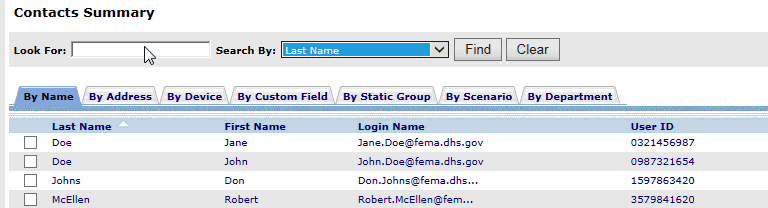 Contacts Summary
Look For: Search By: Last Name Find Clear
By Name By Address By Device By Custom Field By Static Group By Scenario By Department
Last Name First Name Login Name User ID
Doe Jane Jane.Doe@fema.dhs.gov 0321456987
Doe John John.Doe@fema.dhs.gov 0987321654
Johns Don Don.Johns@fema.dhs... 1597863420
McEllen Robert Robert.McEllen@fem... 3579841620